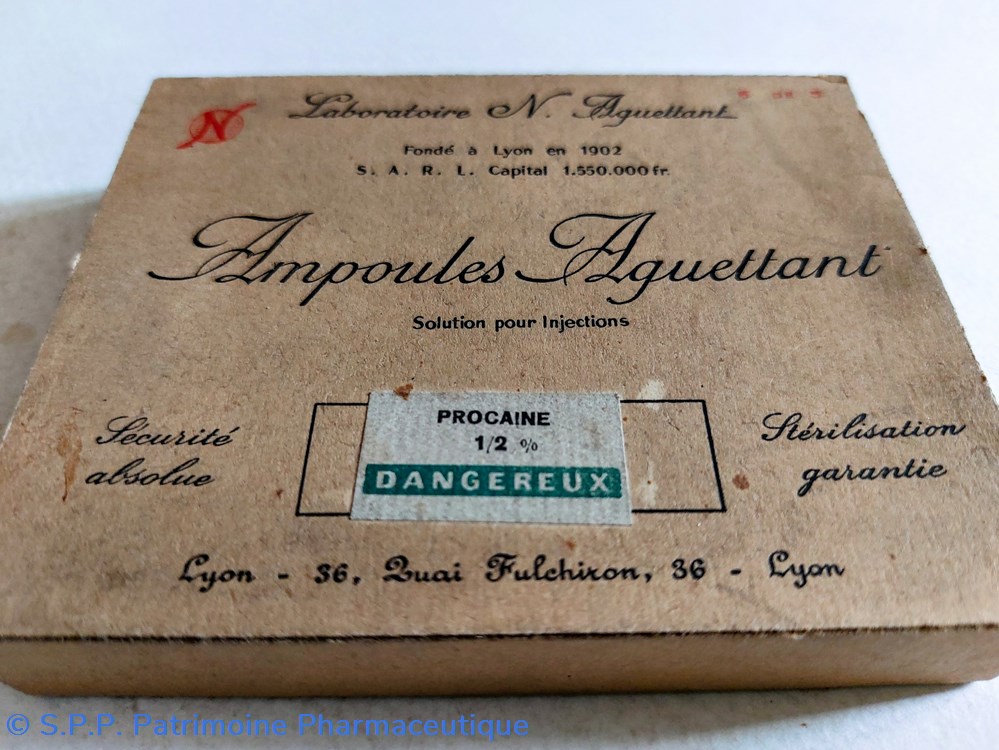 N
Laboratoire N. Aguettant
Fondé à Lyon en 1902
S. A. R. L. Capital 1.550.000 fr.
Ampoules Aguettant
Solution pour Injections
Sécurité
absolue
PROCAINE
1/2 %
DANGEREUX
Stérilisation
garantie
Lyon - 36, Quai Fulchiron, 36 - Lyon
© S.P.P. Patrimoine Pharmaceutique